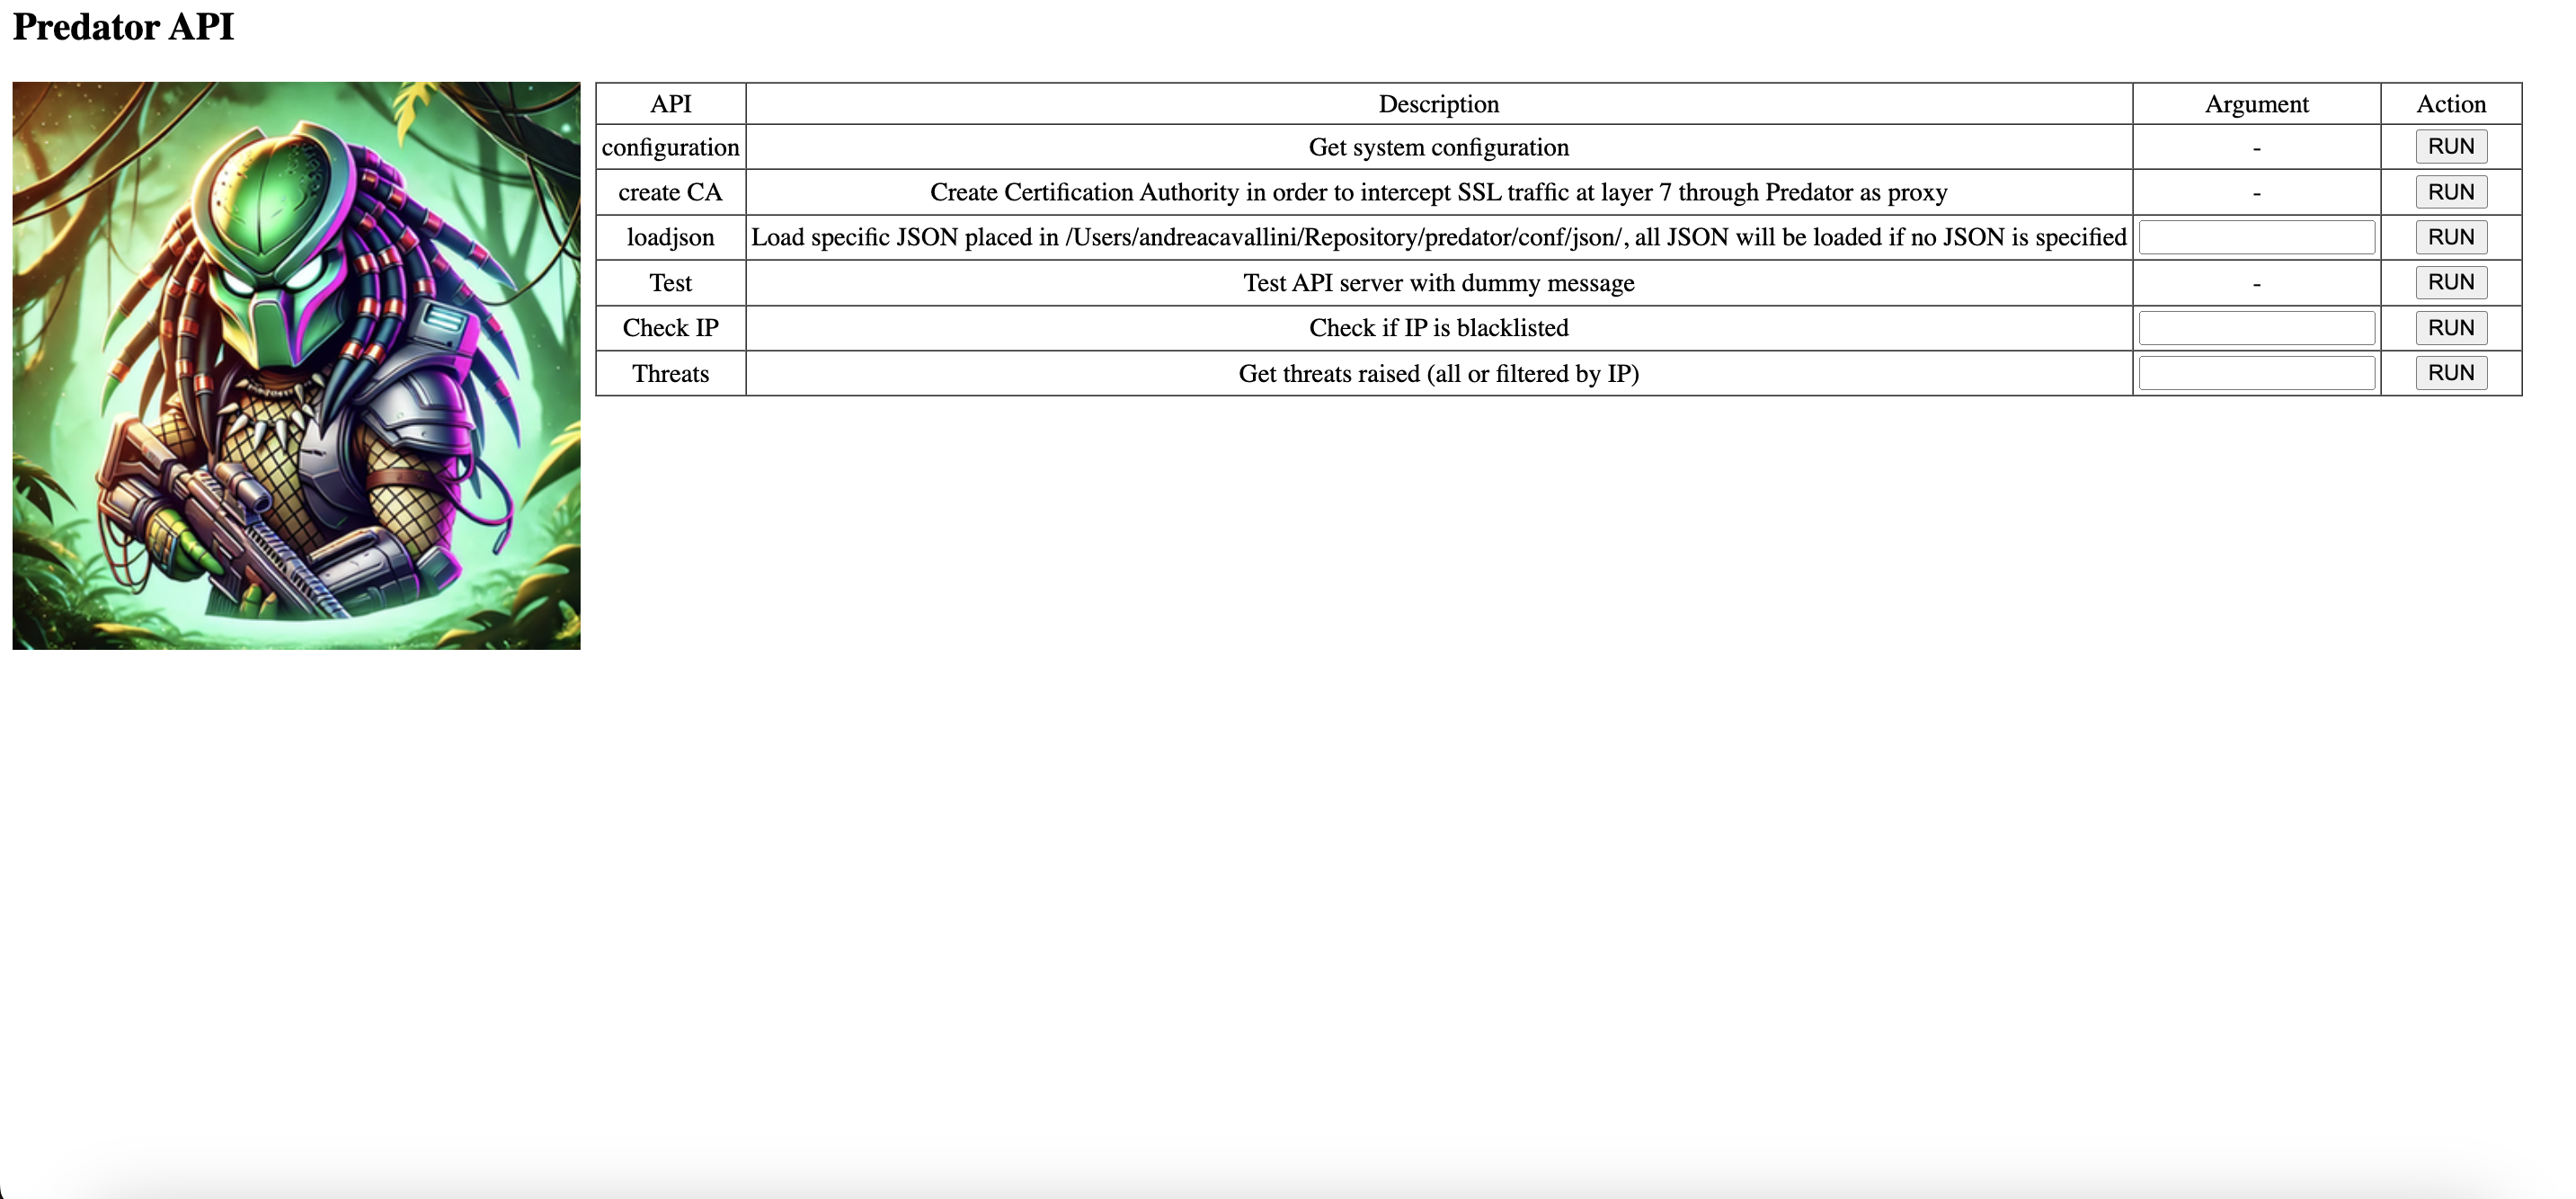 Predator API
API Description Argument Action
configuration Get system configuration - RUN
create CA Create Certification Authority in order to intercept SSL traffic at layer 7 through Predator as proxy - RUN
loadjson Load specific JSON placed in /Users/andreacavallini/Repository/predator/conf/json/, all JSON will be loaded if no JSON is specified RUN
Test Test API server with dummy message - RUN
Check IP Check if IP is blacklisted RUN
Threats Get threats raised (all or filtered by IP) RUN